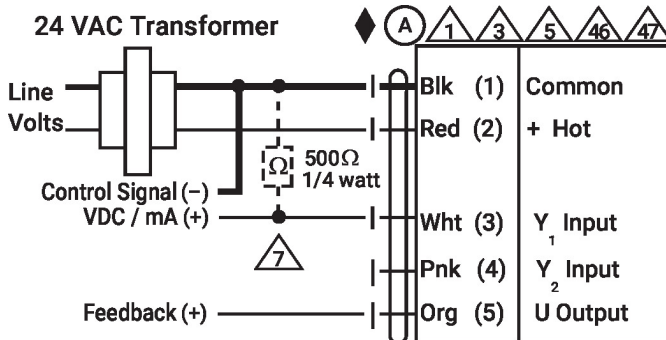 24 VAC Transformer
A 1 3 5 46 47
Line
Volts
Blk (1) Common
Red (2) + Hot
Ω 500Ω
1/4 watt
Control Signal (−)
VDC / mA (+)
Wht (3) Y1 Input
7
Pnk (4) Y2 Input
Feedback (+)
Org (5) U Output